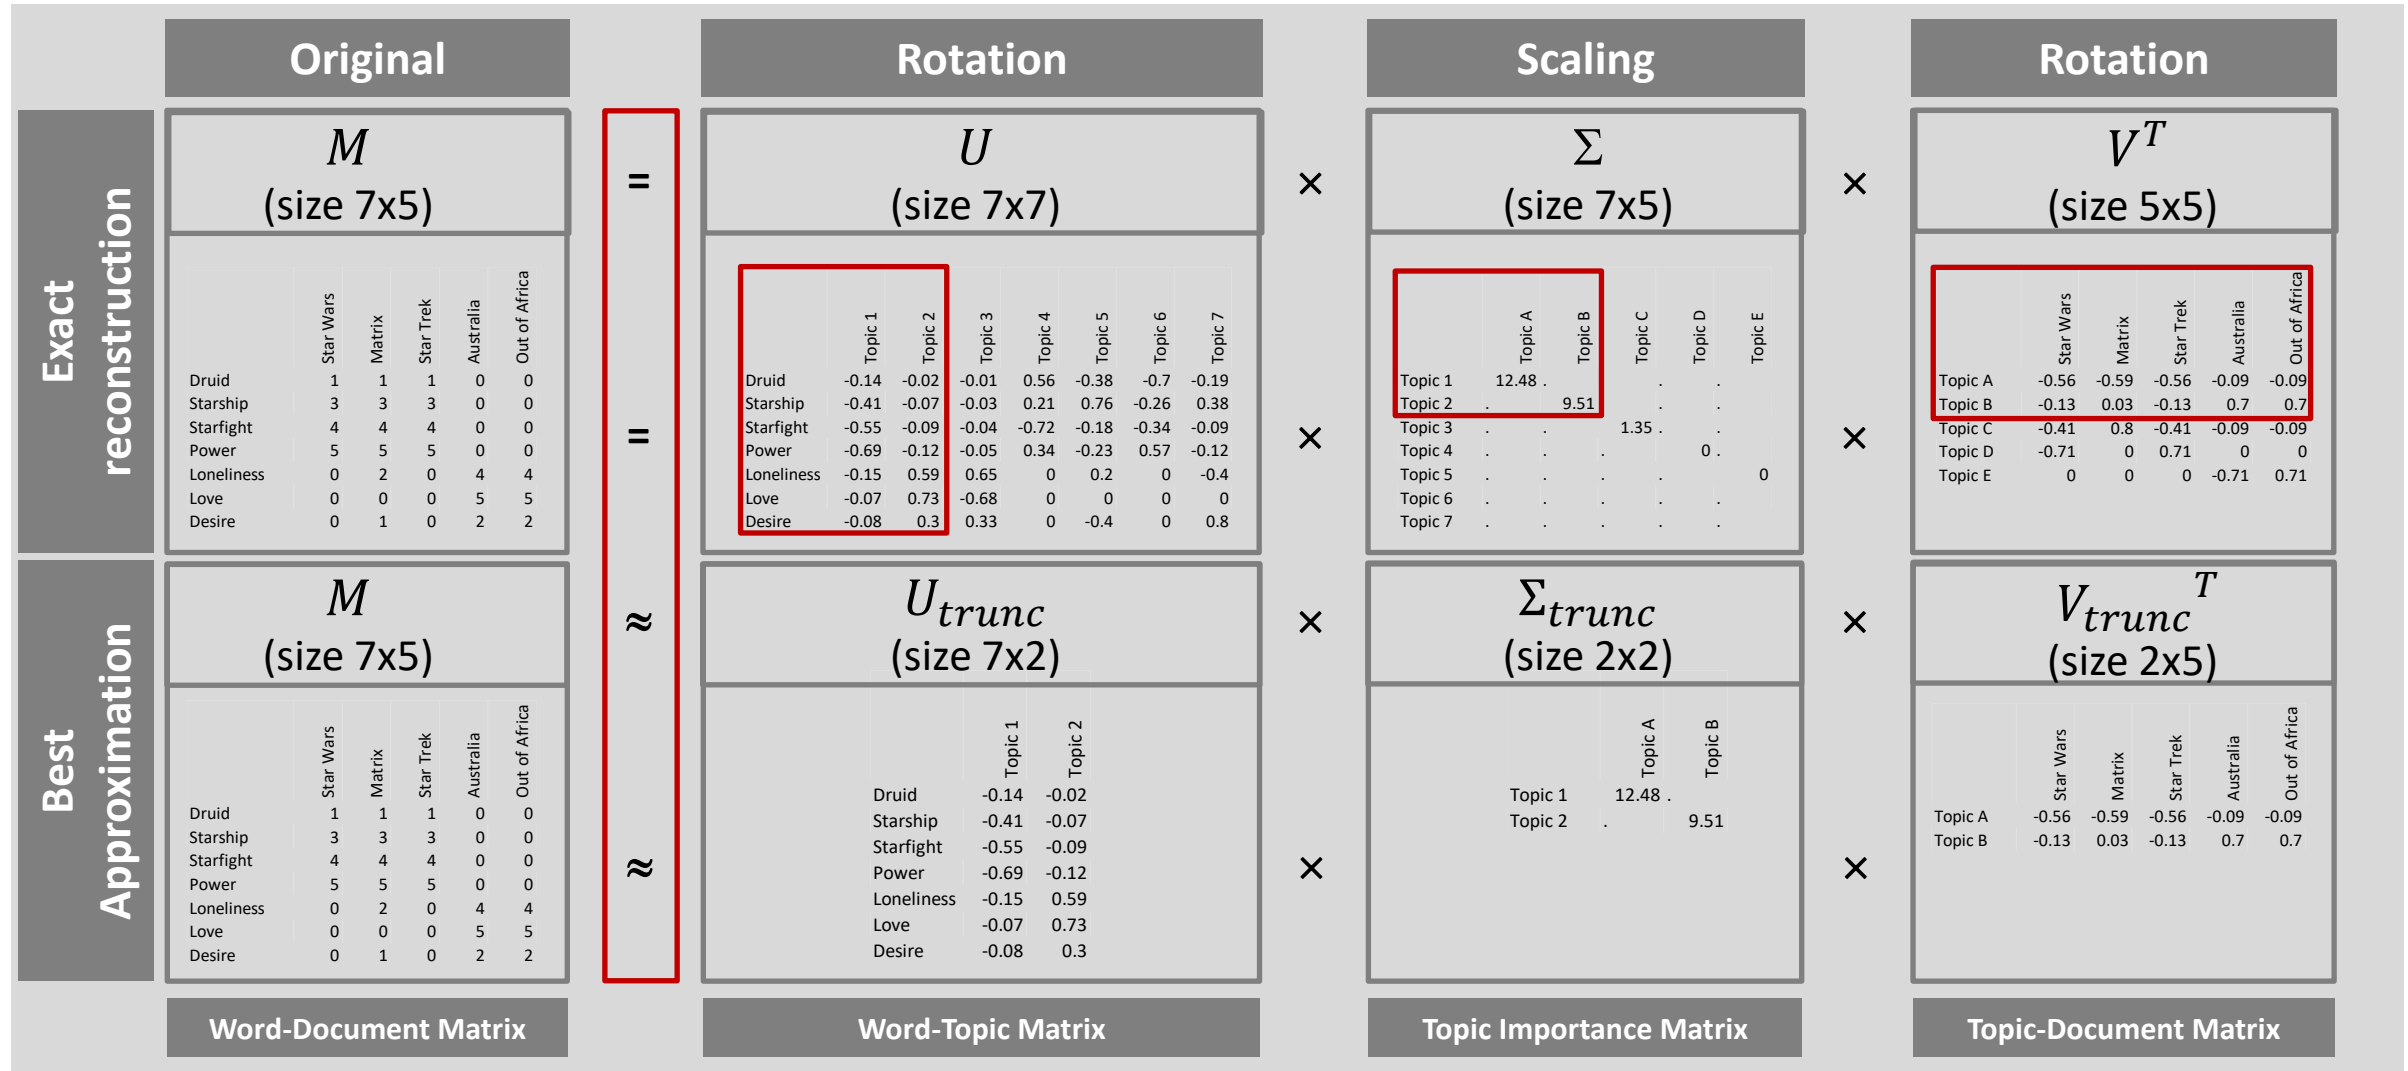 Original Rotation Scaling Rotation
Exact
reconstruction
M = U × Σ × V^T
(size 7x5) (size 7x7) (size 7x5) (size 5x5)
Star Wars Matrix Star Trek Australia Out of Africa
Druid 1 1 1 0 0
Starship 3 3 3 0 0
Starfight 4 4 4 0 0
Power 5 5 5 0 0
Loneliness 0 2 0 4 4
Love 0 0 0 5 5
Desire 0 1 0 2 2
=
Topic 1 Topic 2 Topic 3 Topic 4 Topic 5 Topic 6 Topic 7
Druid -0.14 -0.02 -0.01 0.56 -0.38 -0.7 -0.19
Starship -0.41 -0.07 -0.03 0.21 0.76 -0.26 0.38
Starfight -0.55 -0.09 -0.04 -0.72 -0.18 -0.34 -0.09
Power -0.69 -0.12 -0.05 0.34 -0.23 0.57 -0.12
Loneliness -0.15 0.59 0.65 0 0.2 0 -0.4
Love -0.07 0.73 -0.68 0 0 0 0
Desire -0.08 0.3 0.33 0 -0.4 0 0.8
×
Topic A Topic B Topic C Topic D Topic E
Topic 1 12.48 . . .
Topic 2 . 9.51 . .
Topic 3 . . 1.35 .
Topic 4 . . . 0 .
Topic 5 . . . . 0
Topic 6 . . . . .
Topic 7 . . . . .
×
Star Wars Matrix Star Trek Australia Out of Africa
Topic A -0.56 -0.59 -0.56 -0.09 -0.09
Topic B -0.13 0.03 -0.13 0.7 0.7
Topic C -0.41 0.8 -0.41 -0.09 -0.09
Topic D -0.71 0 0.71 0 0
Topic E 0 0 0 -0.71 0.71
Best
Approximation
M ≈ U_trunc × Σ_trunc × V_trunc^T
(size 7x5) (size 7x2) (size 2x2) (size 2x5)
Star Wars Matrix Star Trek Australia Out of Africa
Druid 1 1 1 0 0
Starship 3 3 3 0 0
Starfight 4 4 4 0 0
Power 5 5 5 0 0
Loneliness 0 2 0 4 4
Love 0 0 0 5 5
Desire 0 1 0 2 2
≈
Topic 1 Topic 2
Druid -0.14 -0.02
Starship -0.41 -0.07
Starfight -0.55 -0.09
Power -0.69 -0.12
Loneliness -0.15 0.59
Love -0.07 0.73
Desire -0.08 0.3
×
Topic A Topic B
Topic 1 12.48 .
Topic 2 . 9.51
×
Star Wars Matrix Star Trek Australia Out of Africa
Topic A -0.56 -0.59 -0.56 -0.09 -0.09
Topic B -0.13 0.03 -0.13 0.7 0.7
Word-Document Matrix Word-Topic Matrix Topic Importance Matrix Topic-Document Matrix